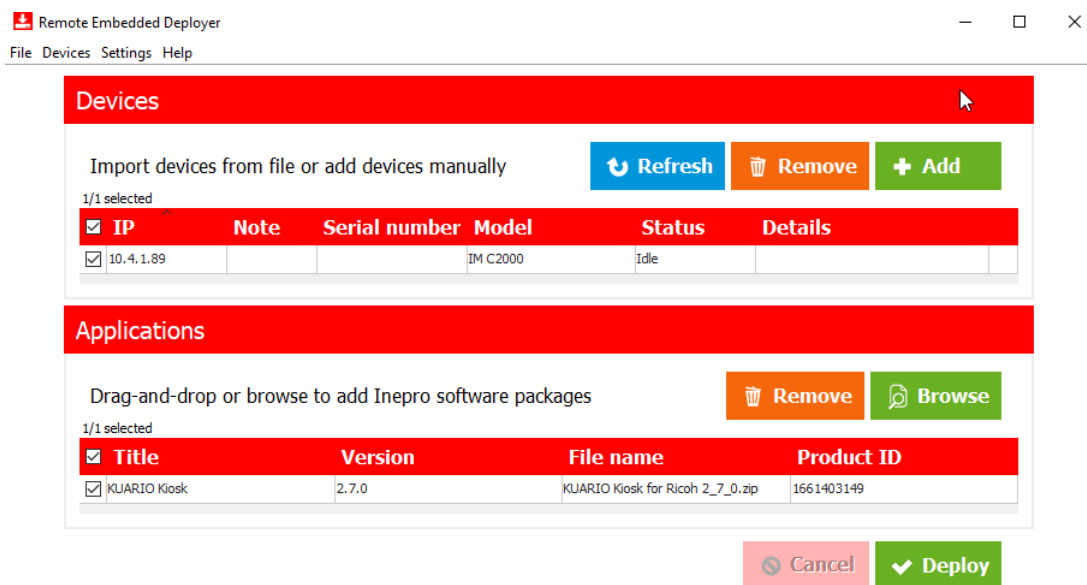 Remote Embedded Deployer
File Devices Settings Help
Devices
Import devices from file or add devices manually
Refresh Remove Add
1/1 selected
IP Note Serial number Model Status Details
10.4.1.89 IM C2000 Idle
Applications
Drag-and-drop or browse to add Inepro software packages
Remove Browse
1/1 selected
Title Version File name Product ID
KUARIO Kiosk 2.7.0 KUARIO Kiosk for Ricoh 2_7_0.zip 1661403149
Cancel Deploy